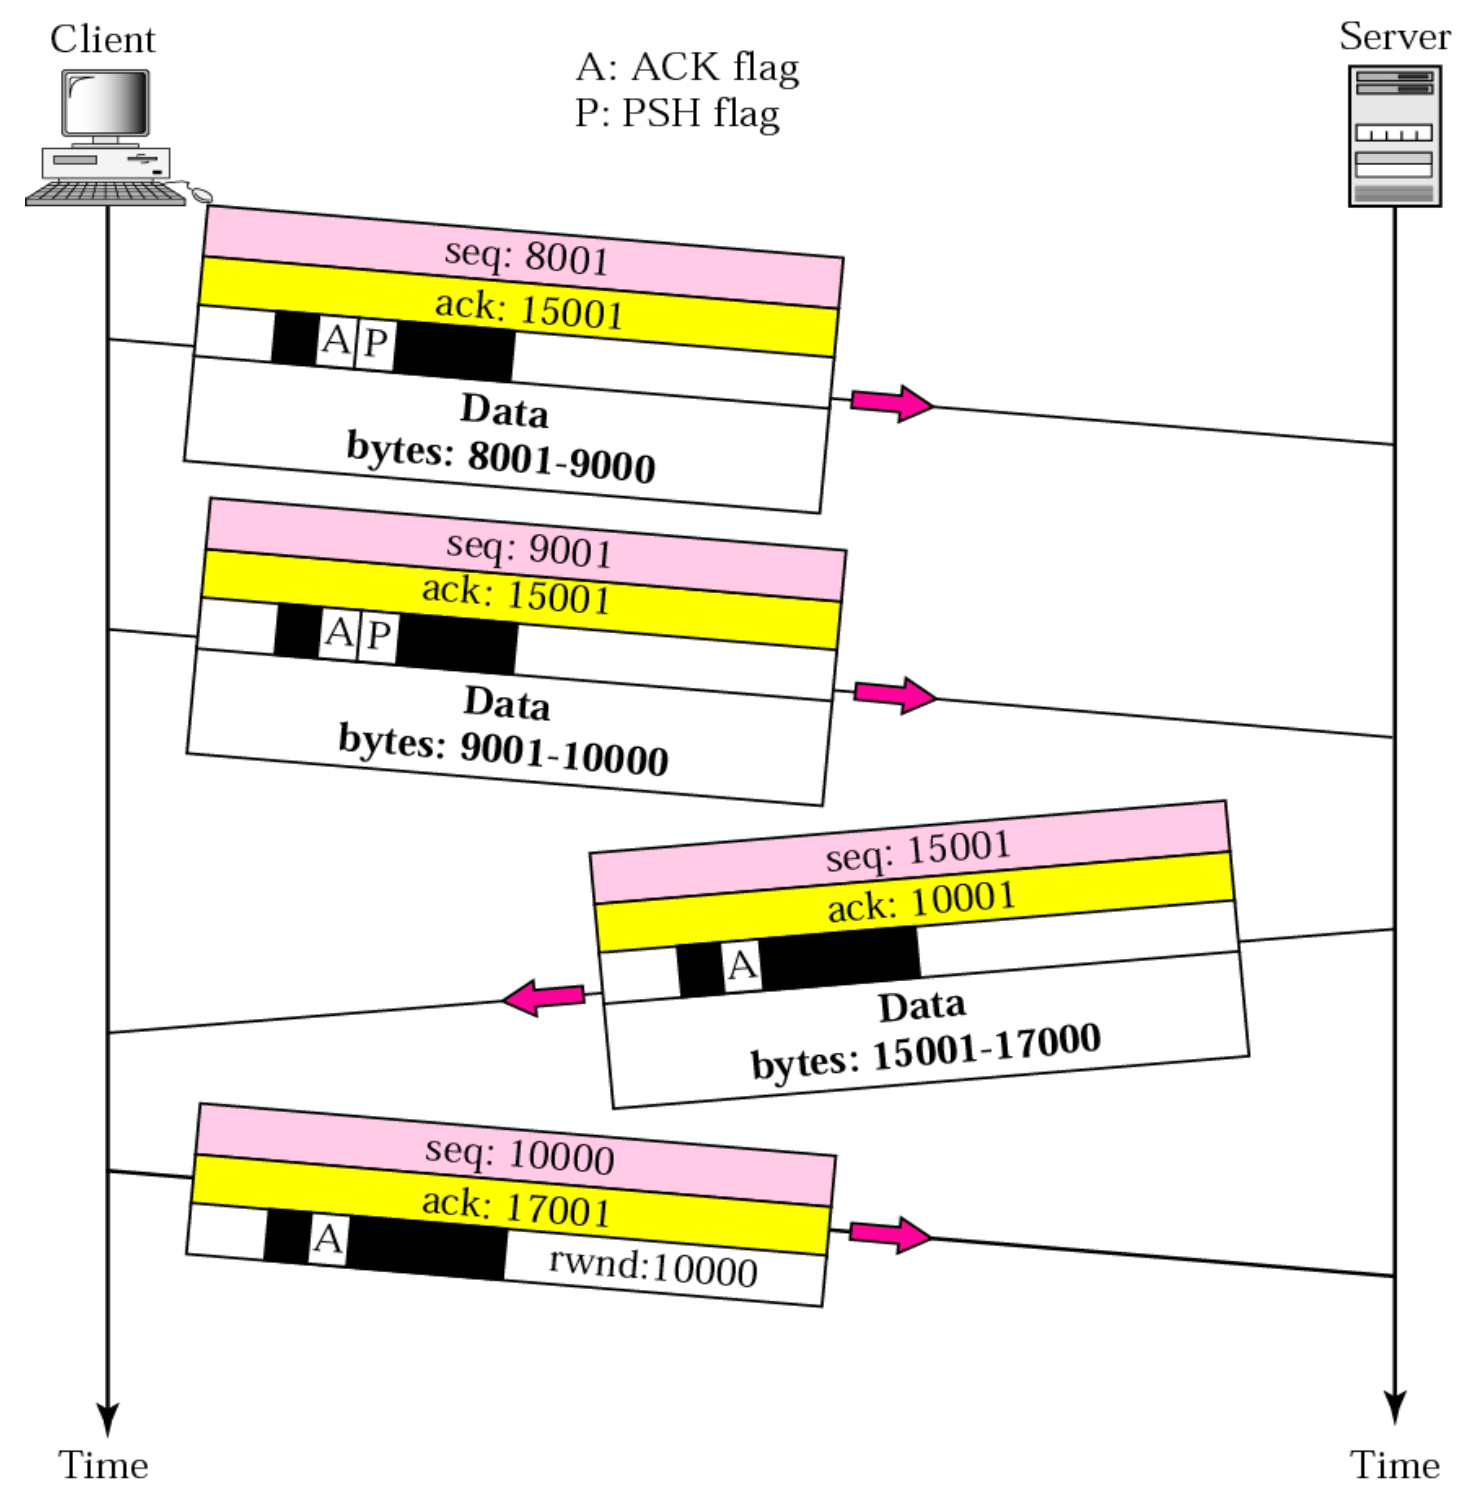 Client
Server
A: ACK flag
P: PSH flag
seq: 8001
ack: 15001
A P
Data
bytes: 8001-9000
seq: 9001
ack: 15001
A P
Data
bytes: 9001-10000
seq: 15001
ack: 10001
A
Data
bytes: 15001-17000
seq: 10000
ack: 17001
A rwnd:10000
Time
Time